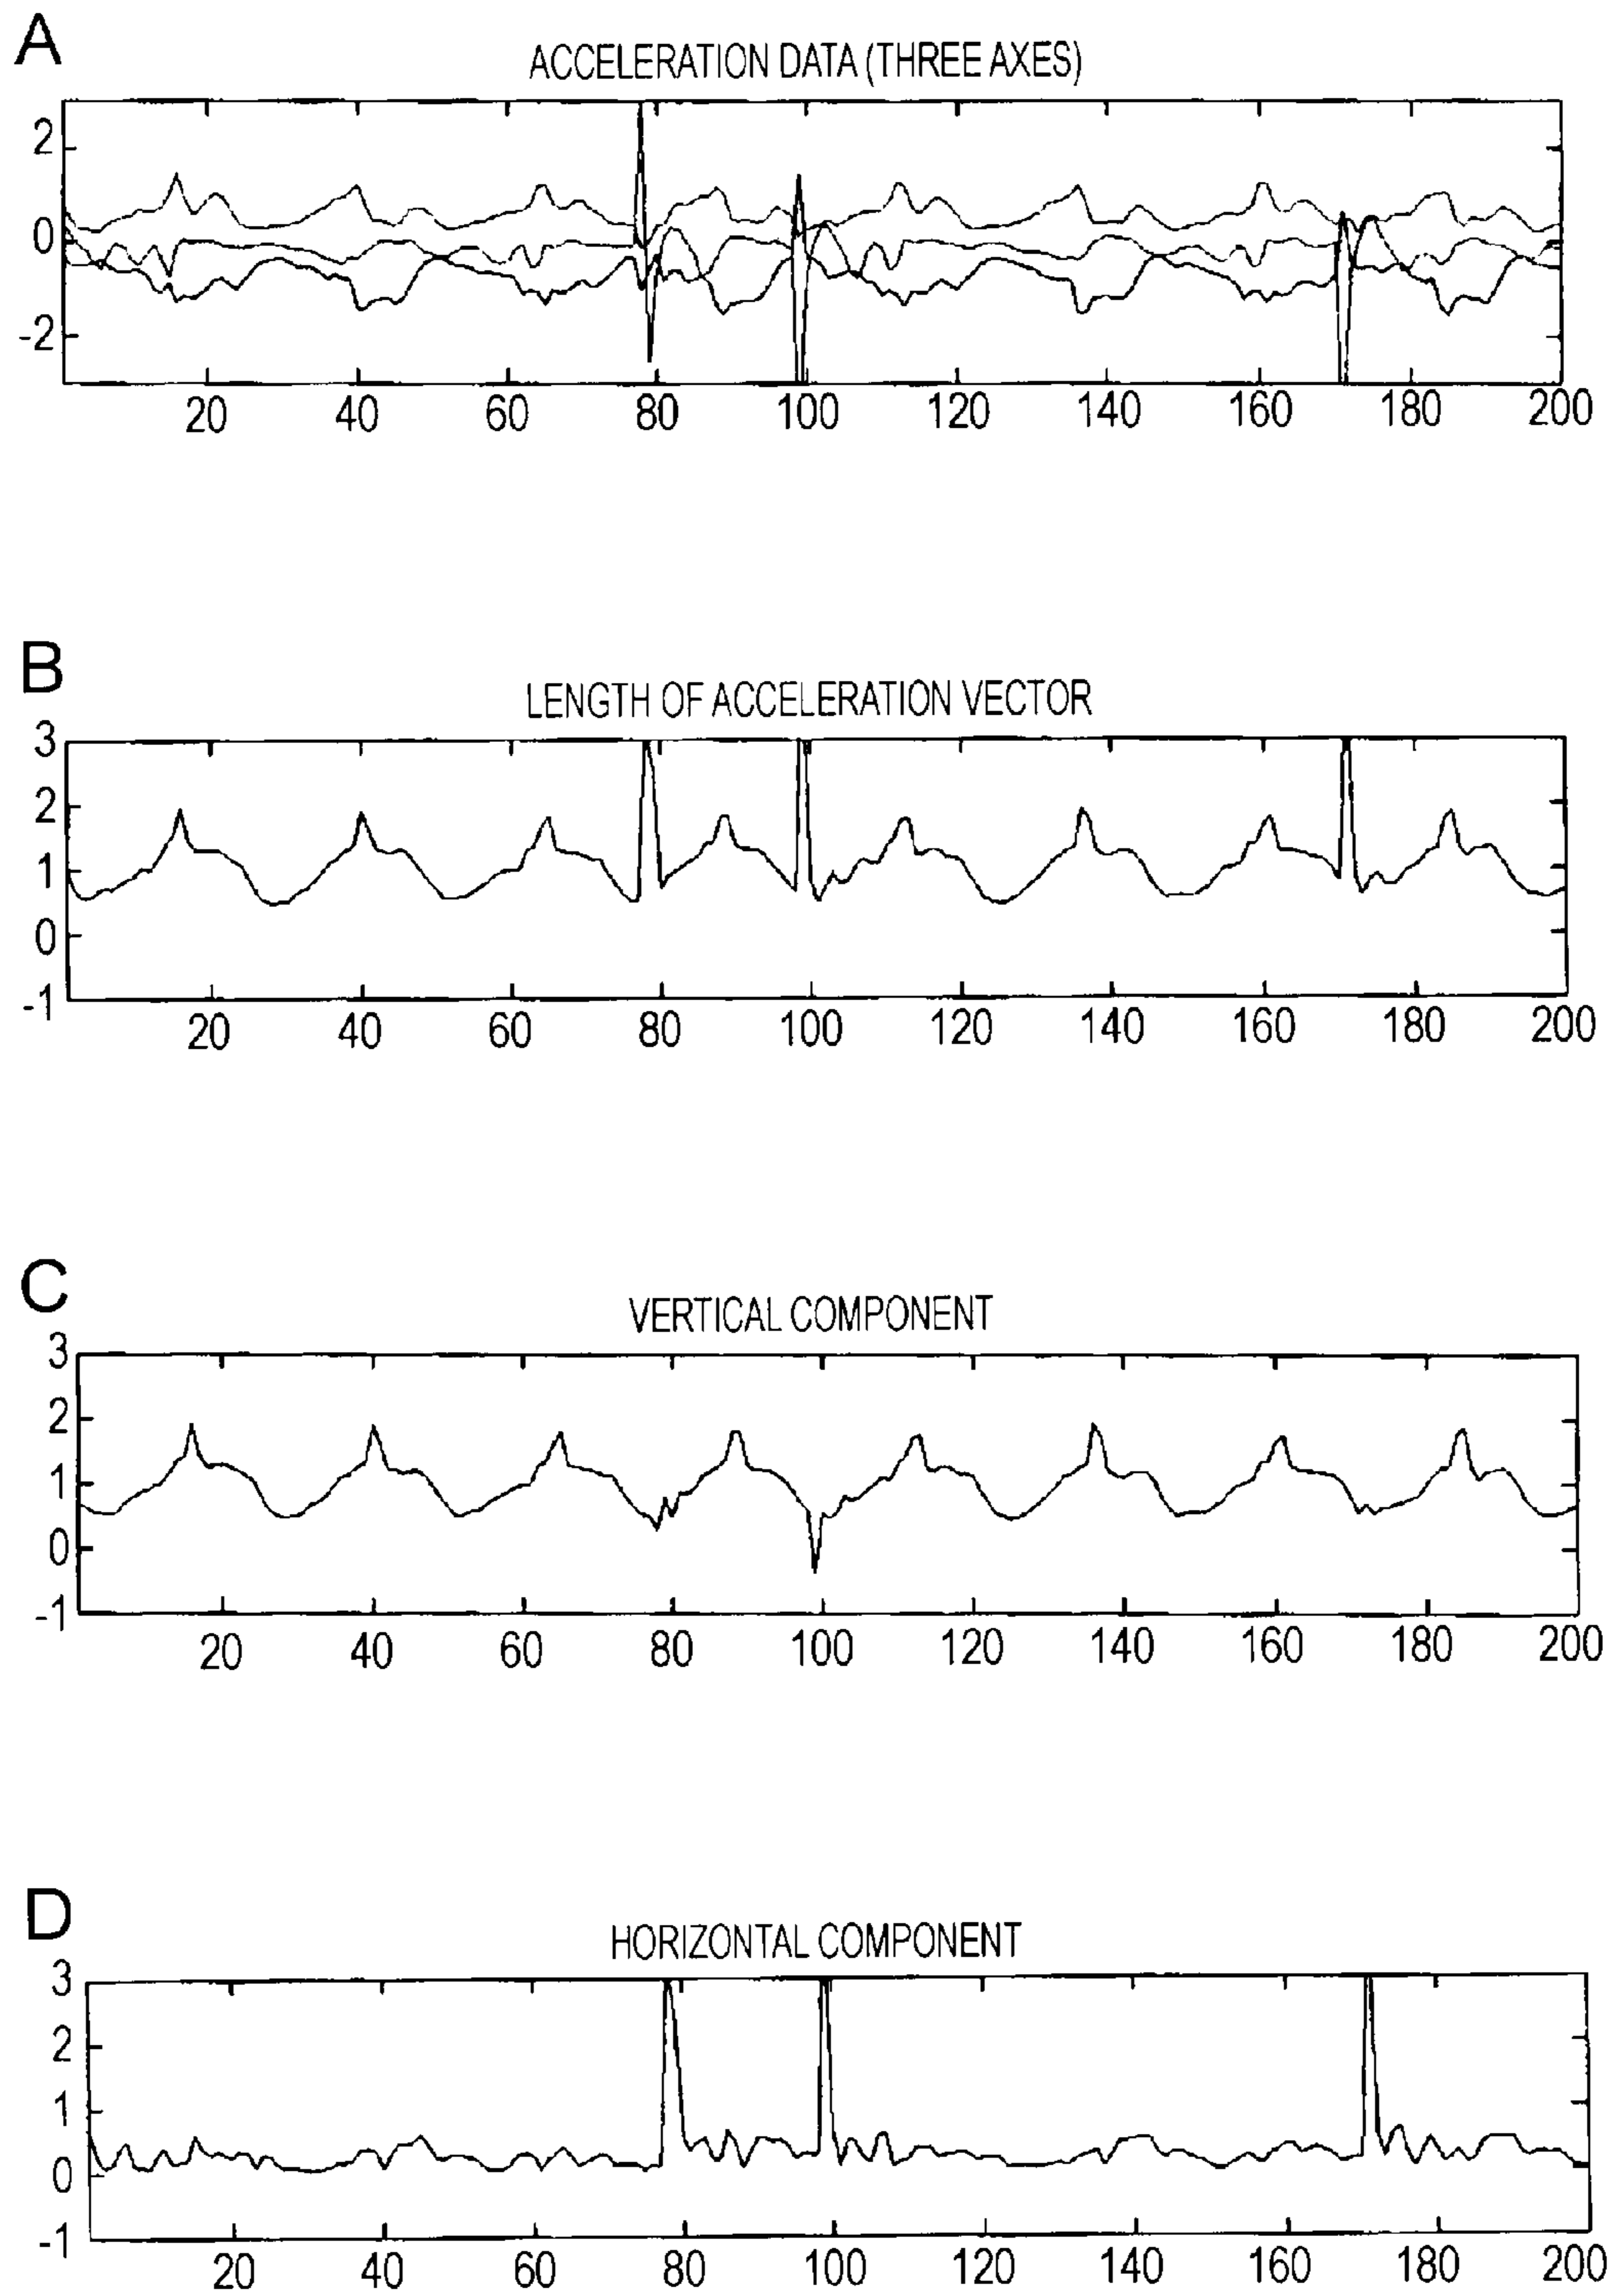 A
ACCELERATION DATA (THREE AXES)
2
0
-2
20 40 60 80 100 120 140 160 180 200
B
LENGTH OF ACCELERATION VECTOR
3
2
1
0
-1
20 40 60 80 100 120 140 160 180 200
C
VERTICAL COMPONENT
3
2
1
0
-1
20 40 60 80 100 120 140 160 180 200
D
HORIZONTAL COMPONENT
3
2
1
0
-1
20 40 60 80 100 120 140 160 180 200